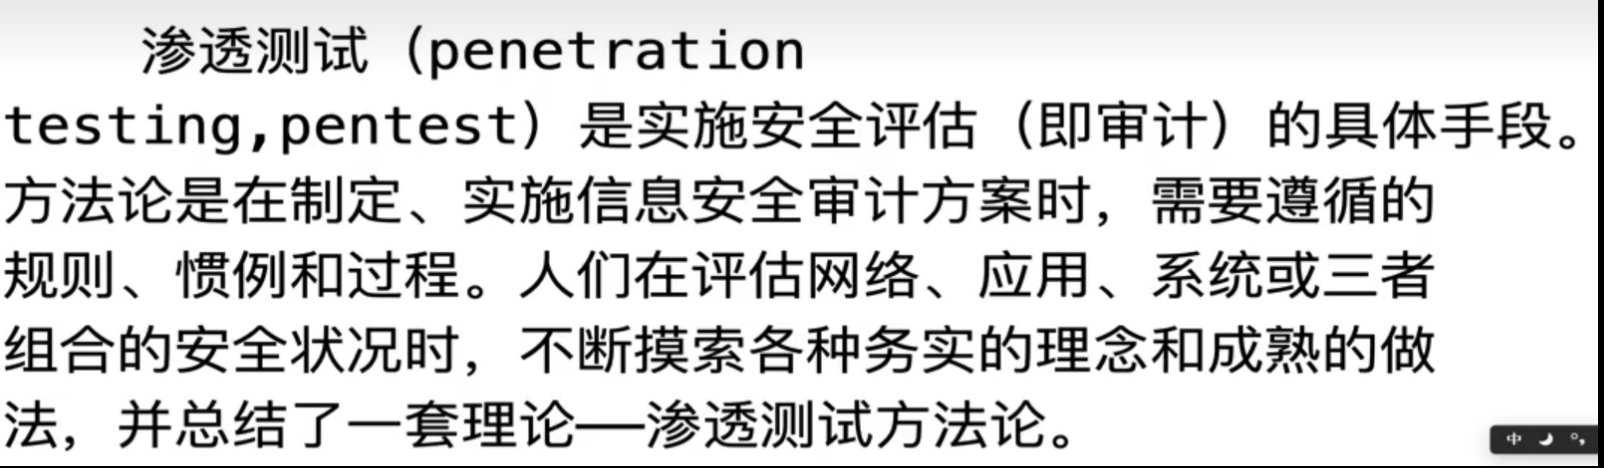 渗透测试（penetration
testing,pentest）是实施安全评估（即审计）的具体手段。
方法论是在制定、实施信息安全审计方案时，需要遵循的
规则、惯例和过程。人们在评估网络、应用、系统或三者
组合的安全状况时，不断摸索各种务实的理念和成熟的做
法，并总结了一套理论——渗透测试方法论。
中